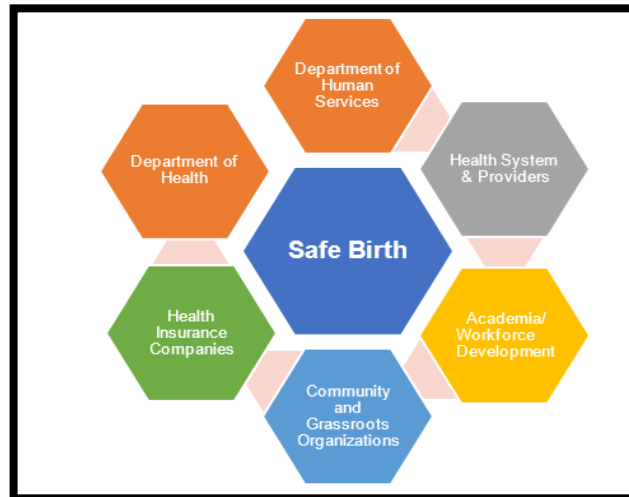 Department of
Human
Services
Department of
Health
Health System
& Providers
Safe Birth
Health
Insurance
Companies
Academia/
Workforce
Development
Community
and
Grassroots
Organizations